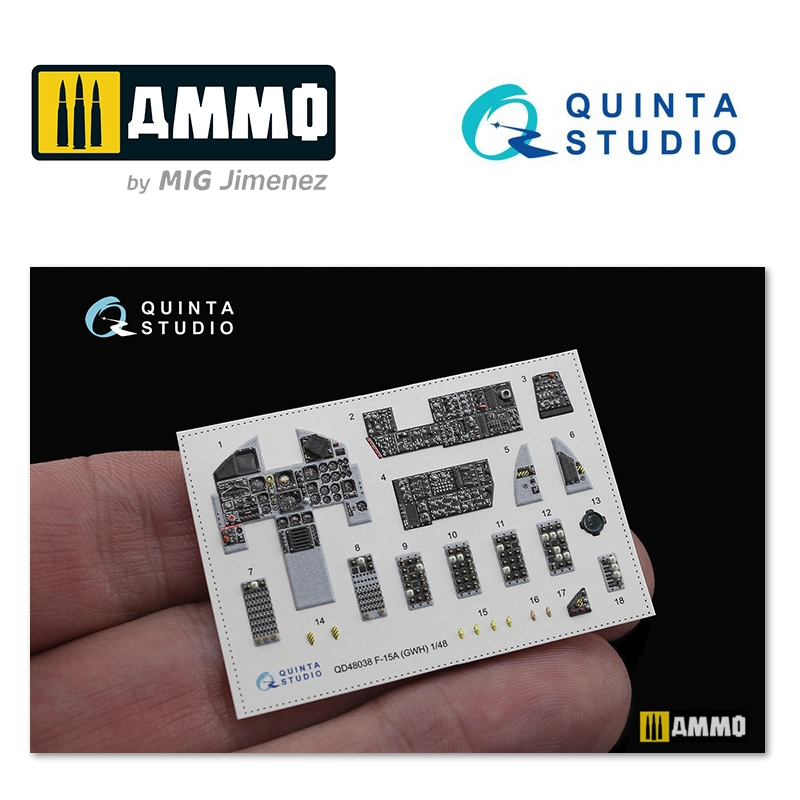 AMMO
by MIG Jimenez
QUINTA
STUDIO
QUINTA
STUDIO
1
2
3
4
5
6
7
8
9
10
11
12
13
14
15
16
17
18
QD48038 F-15A (GWH) 1/48
QUINTA
STUDIO
AMMO